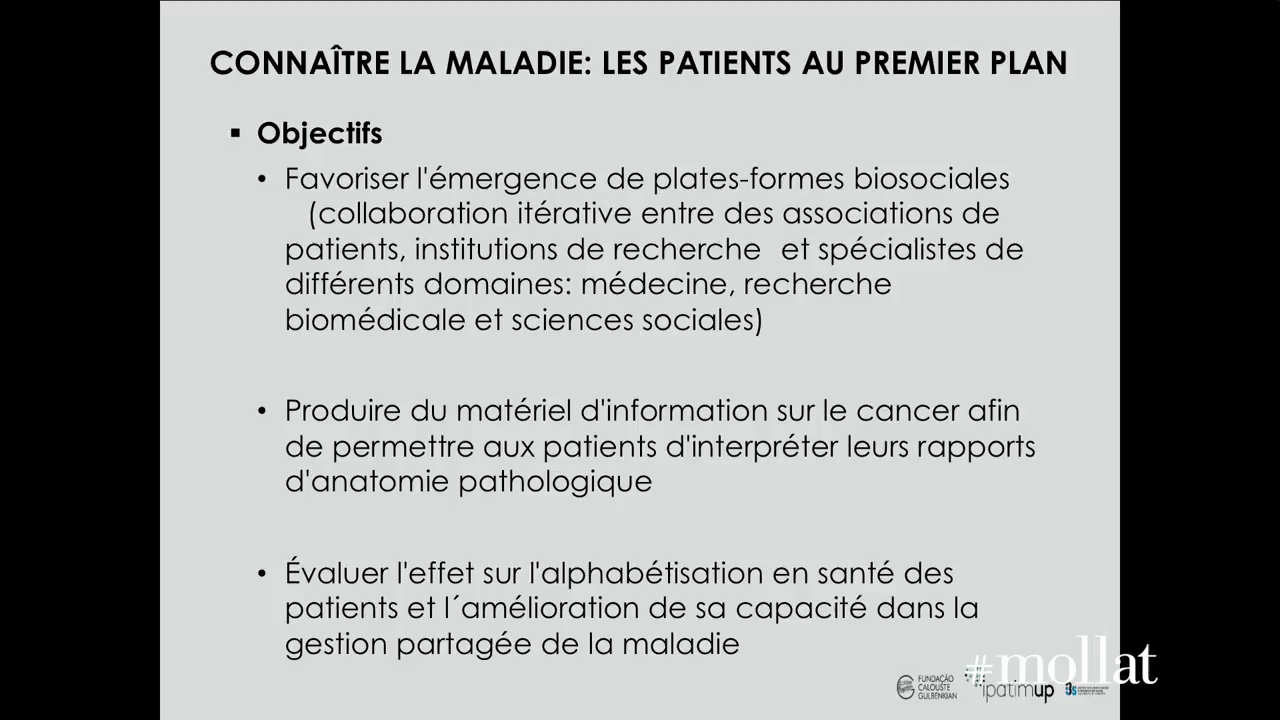 CONNAÎTRE LA MALADIE: LES PATIENTS AU PREMIER PLAN
▪ Objectifs
• Favoriser l'émergence de plates-formes biosociales
(collaboration itérative entre des associations de
patients, institutions de recherche et spécialistes de
différents domaines: médecine, recherche
biomédicale et sciences sociales)
• Produire du matériel d'information sur le cancer afin
de permettre aux patients d'interpréter leurs rapports
d'anatomie pathologique
• Évaluer l'effet sur l'alphabétisation en santé des
patients et l´amélioration de sa capacité dans la
gestion partagée de la maladie
#mollat
FUNDAÇÃO
CALOUSTE
GULBENKIAN
ipatimup
i3s